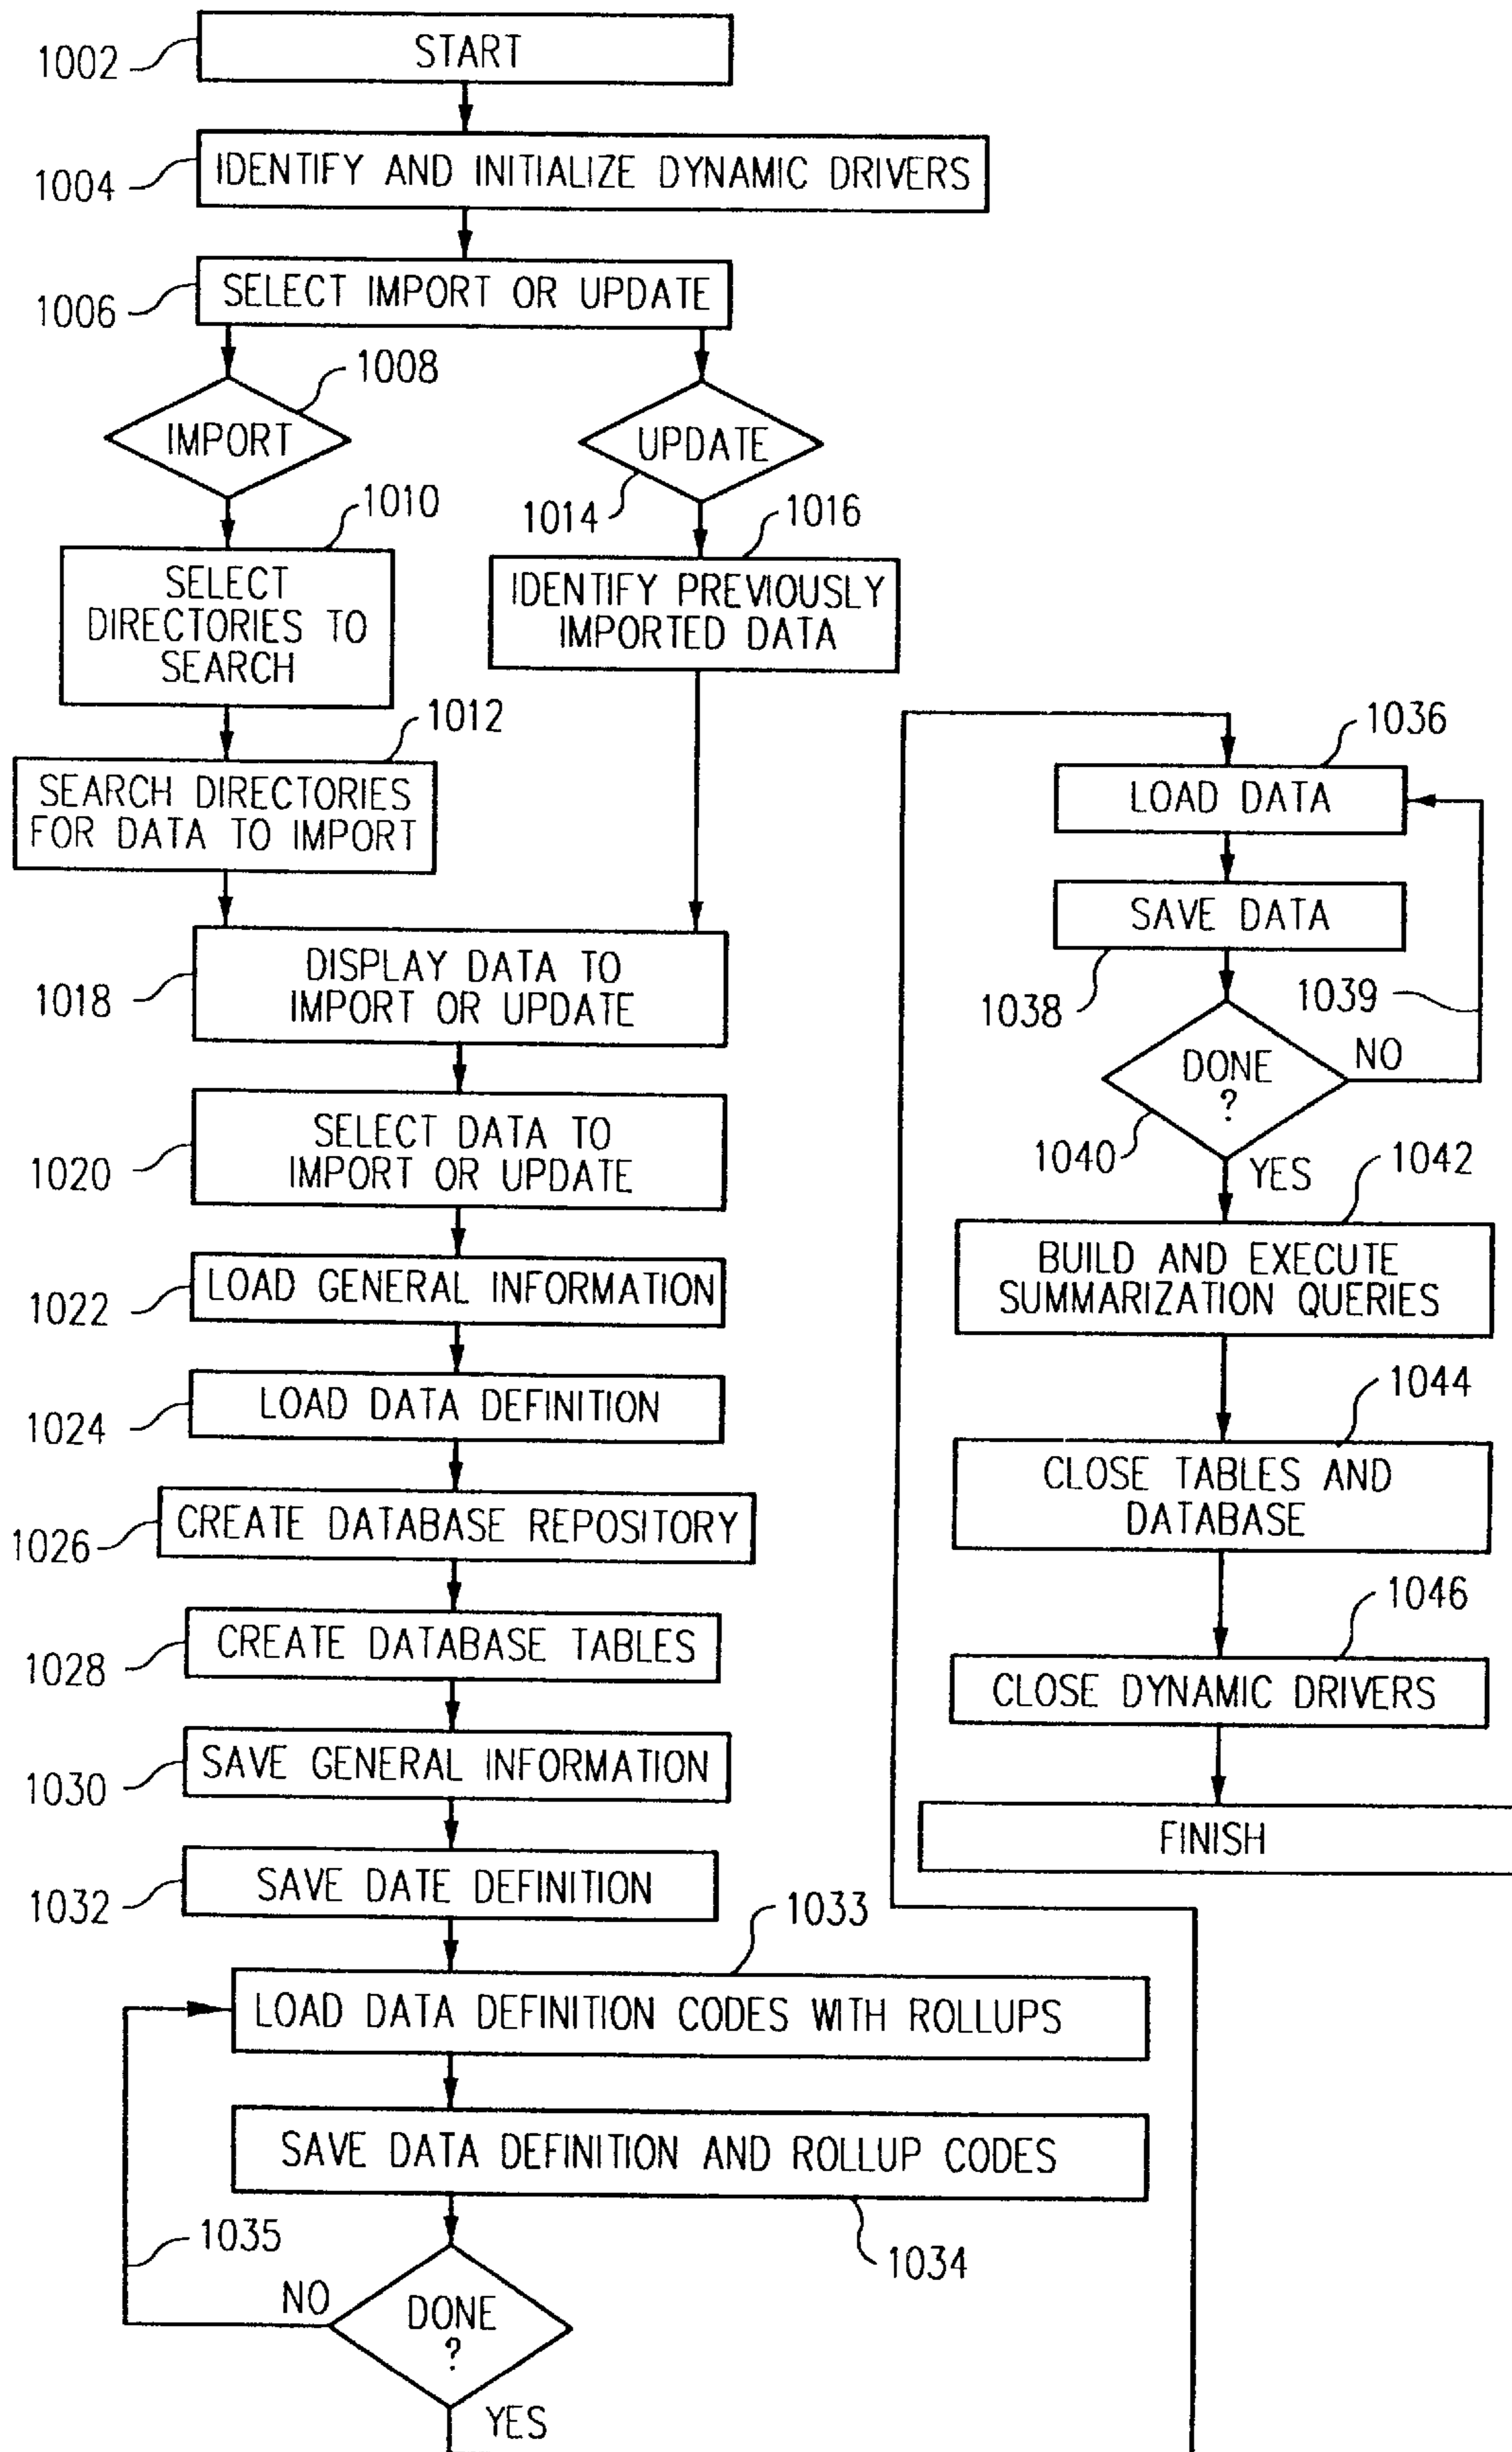 1002
START
1004
IDENTIFY AND INITIALIZE DYNAMIC DRIVERS
1006
SELECT IMPORT OR UPDATE
1008
IMPORT
UPDATE
1014
1010
SELECT
DIRECTORIES TO
SEARCH
1016
IDENTIFY PREVIOUSLY
IMPORTED DATA
1012
SEARCH DIRECTORIES
FOR DATA TO IMPORT
1018
DISPLAY DATA TO
IMPORT OR UPDATE
1020
SELECT DATA TO
IMPORT OR UPDATE
1022
LOAD GENERAL INFORMATION
1024
LOAD DATA DEFINITION
1026
CREATE DATABASE REPOSITORY
1028
CREATE DATABASE TABLES
1030
SAVE GENERAL INFORMATION
1032
SAVE DATE DEFINITION
1033
LOAD DATA DEFINITION CODES WITH ROLLUPS
SAVE DATA DEFINITION AND ROLLUP CODES
1034
1035
NO
DONE
?
YES
1036
LOAD DATA
SAVE DATA
1038
1039
DONE
?
NO
1040
YES
1042
BUILD AND EXECUTE
SUMMARIZATION QUERIES
1044
CLOSE TABLES AND
DATABASE
1046
CLOSE DYNAMIC DRIVERS
FINISH